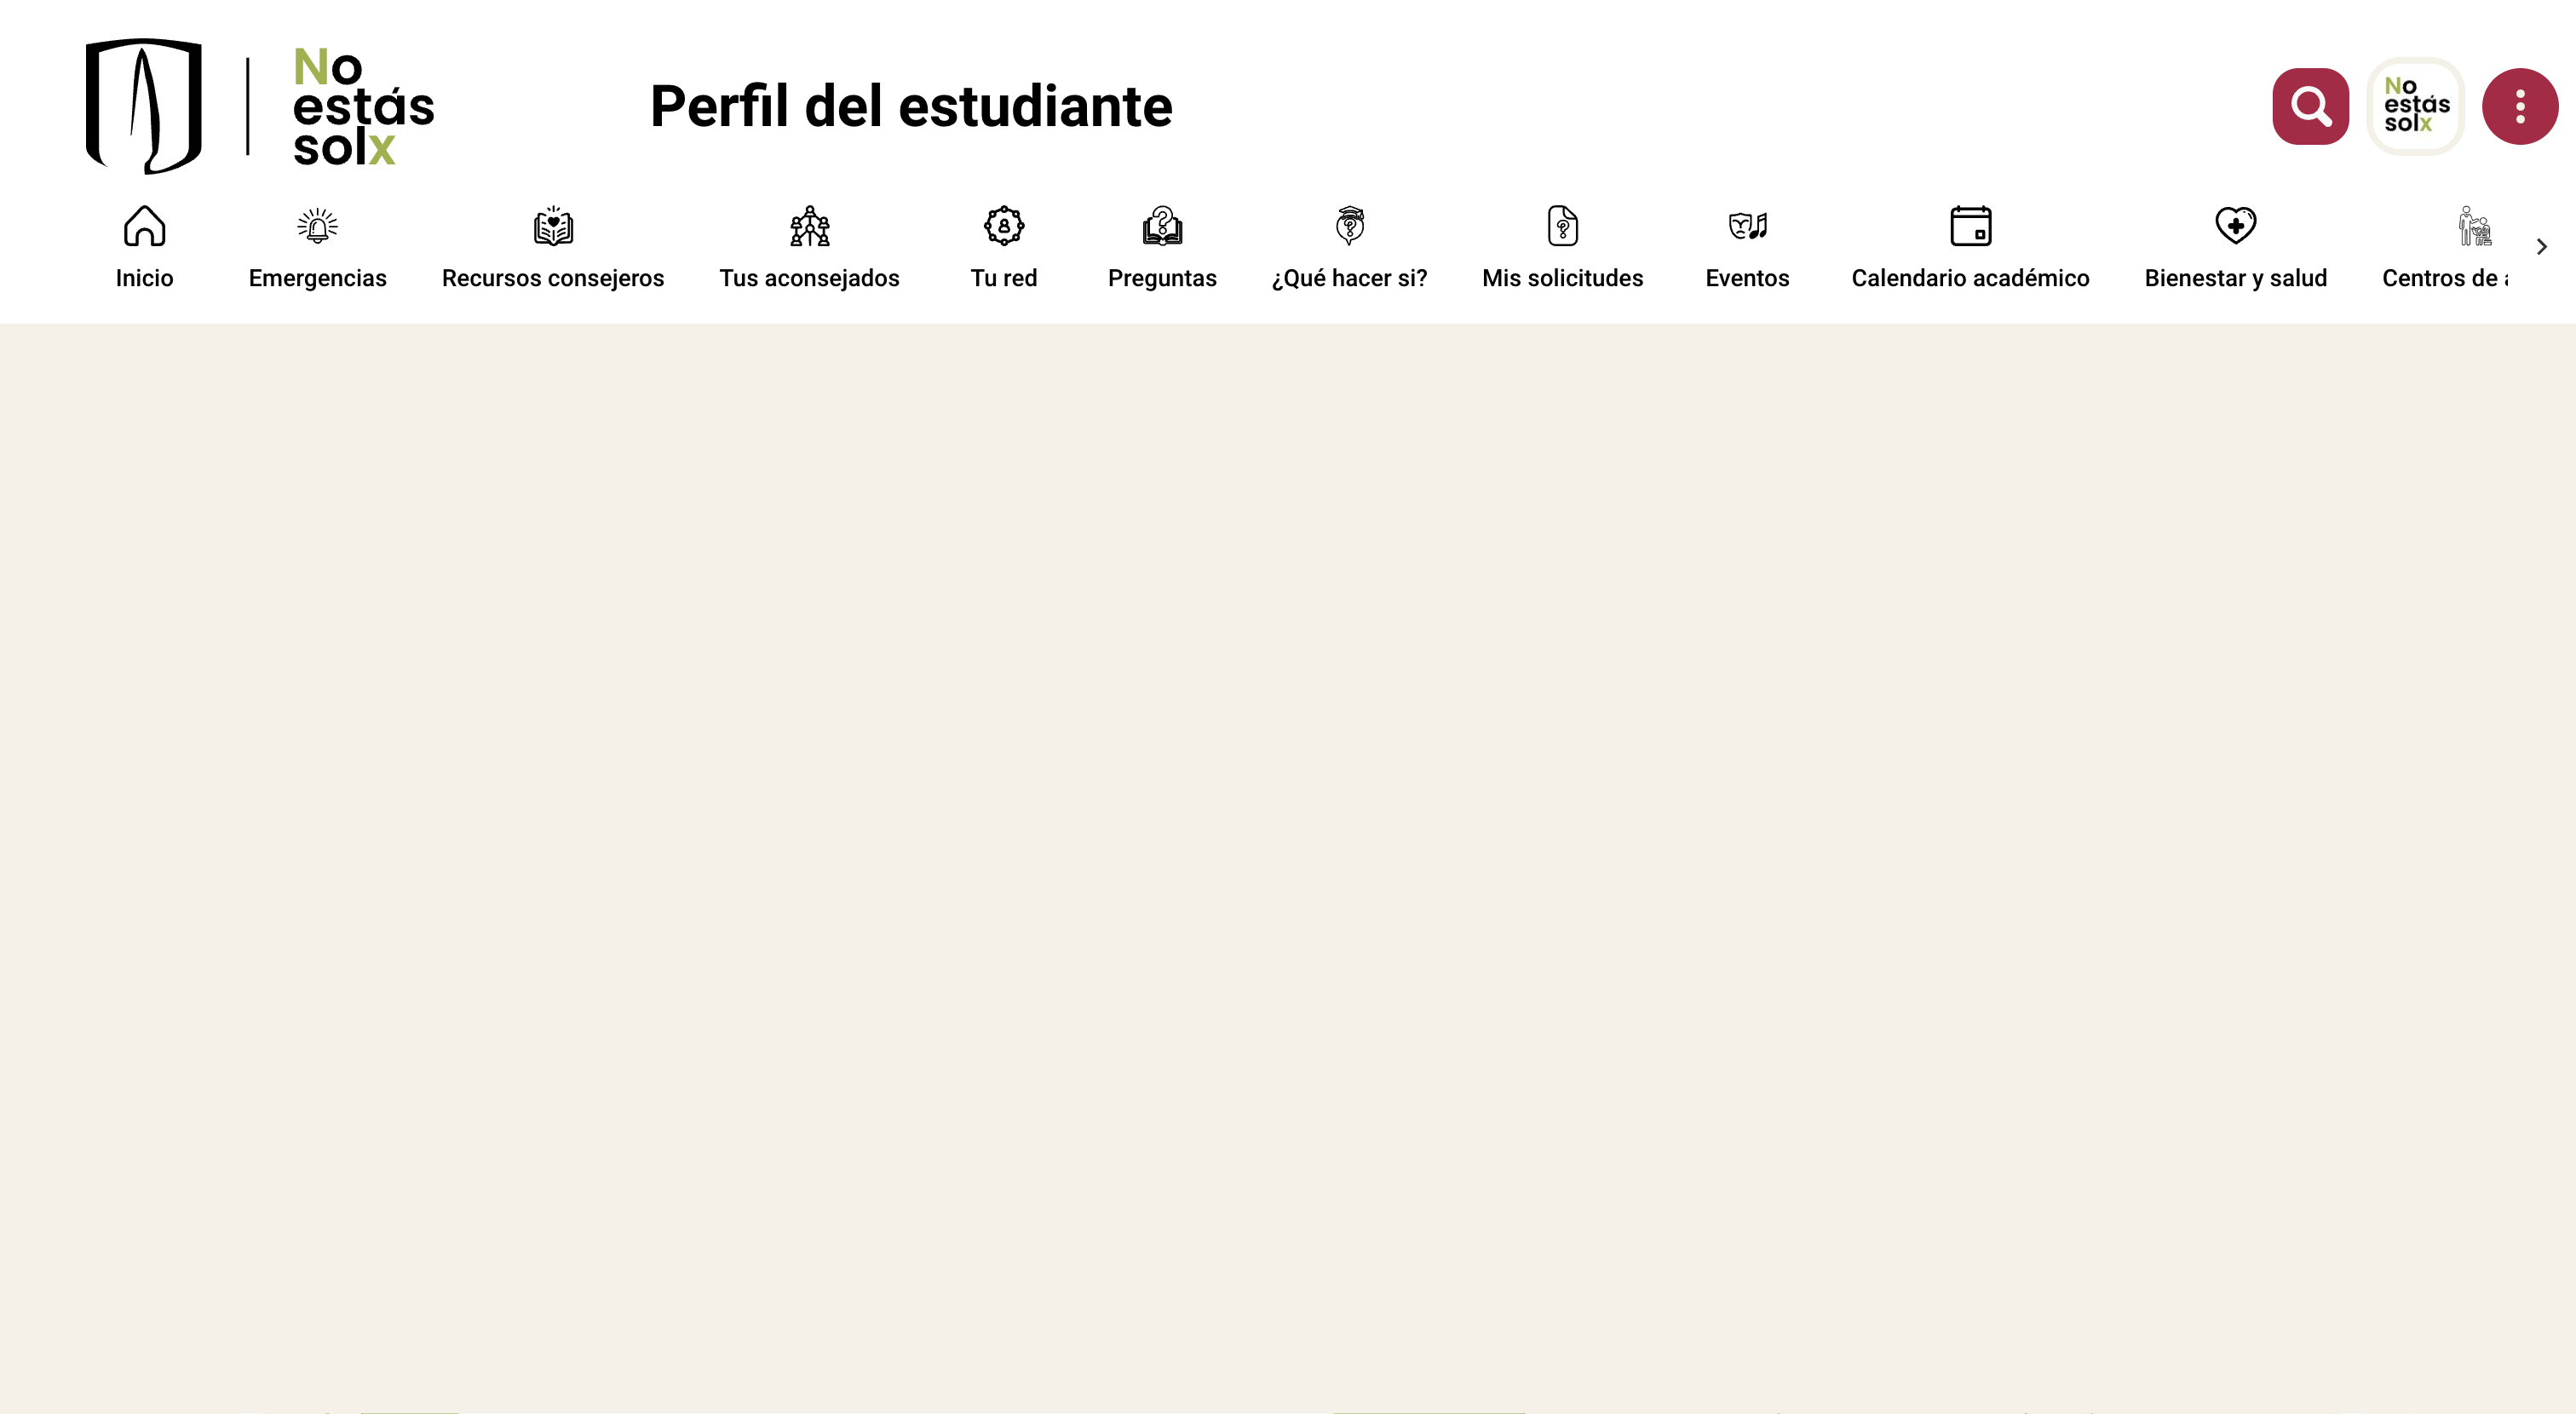 No
estás
solx
Perfil del estudiante
No
estás
solx
Inicio
Emergencias
Recursos consejeros
Tus aconsejados
Tu red
Preguntas
¿Qué hacer si?
Mis solicitudes
Eventos
Calendario académico
Bienestar y salud
Centros de